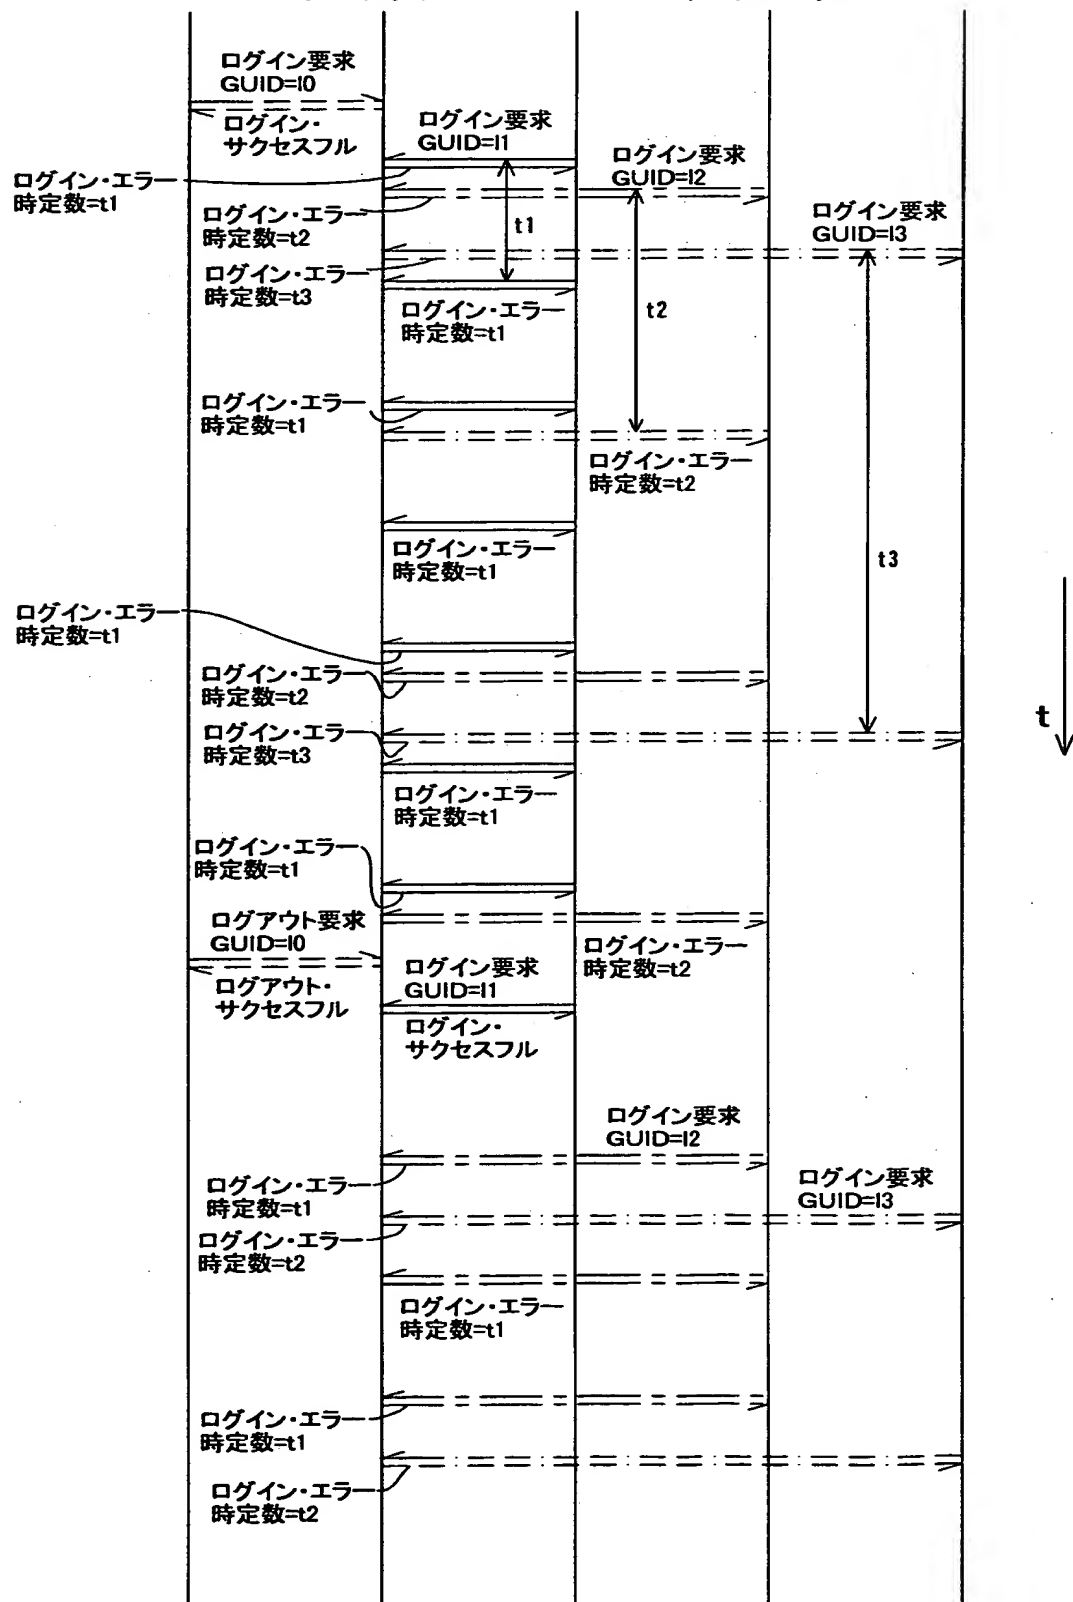 ログイン要求
GUID=I0
ログイン・
サクセスフル
ログイン要求
GUID=I1
ログイン要求
GUID=I2
ログイン・エラー
時定数=t1
ログイン・エラー
時定数=t2
t1
ログイン要求
GUID=I3
ログイン・エラー
時定数=t3
ログイン・エラー
時定数=t1
t2
ログイン・エラー
時定数=t1
ログイン・エラー
時定数=t2
ログイン・エラー
時定数=t1
t3
ログイン・エラー
時定数=t1
ログイン・エラー
時定数=t2
t
ログイン・エラー
時定数=t3
ログイン・エラー
時定数=t1
ログイン・エラー
時定数=t1
ログアウト要求
GUID=I0
ログイン・エラー
時定数=t2
ログアウト・
サクセスフル
ログイン要求
GUID=I1
ログイン・
サクセスフル
ログイン要求
GUID=I2
ログイン・エラー
時定数=t1
ログイン要求
GUID=I3
ログイン・エラー
時定数=t2
ログイン・エラー
時定数=t1
ログイン・エラー
時定数=t1
ログイン・エラー
時定数=t2